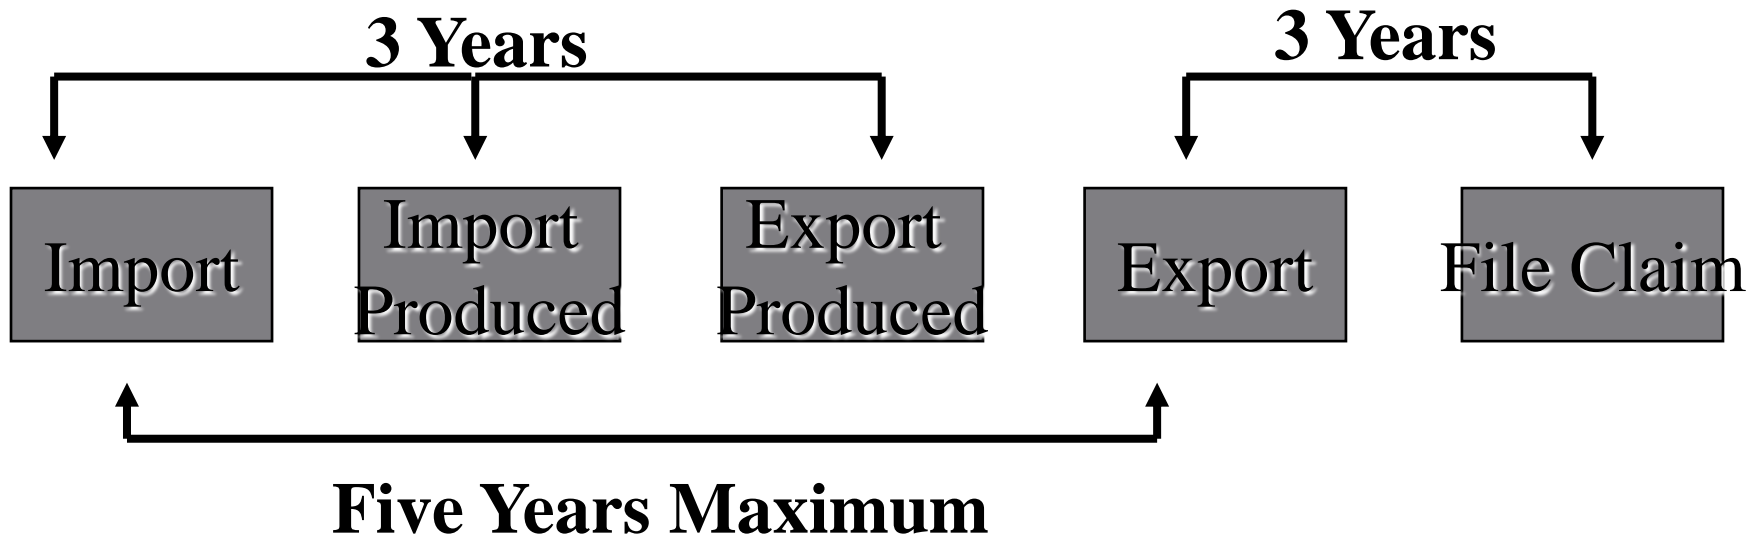 3 Years
3 Years
Import
Import
Produced
Export
Produced
Export
File Claim
Five Years Maximum